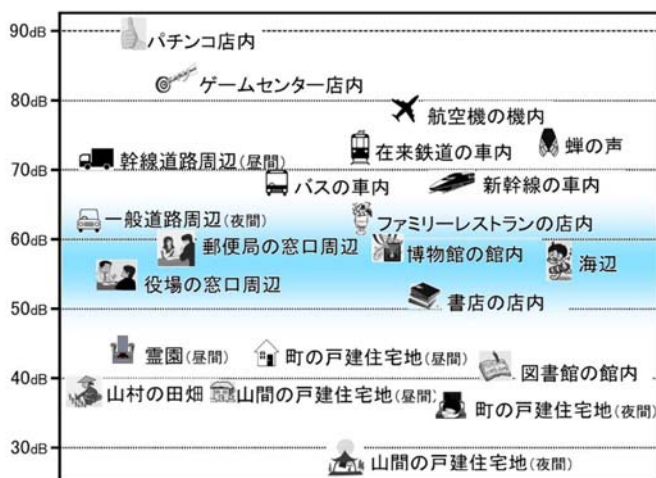 90dB
パチンコ店内
ゲームセンター店内
80dB
航空機の機内
蝉の声
在来鉄道の車内
幹線道路周辺(昼間)
70dB
バスの車内
新幹線の車内
一般道路周辺(夜間)
ファミリーレストランの店内
60dB
郵便局の窓口周辺
博物館の館内
海辺
役場の窓口周辺
50dB
書店の店内
霊園(昼間)
町の戸建住宅地(昼間)
図書館の館内
40dB
山村の田畑
山間の戸建住宅地(昼間)
町の戸建住宅地(夜間)
30dB
山間の戸建住宅地(夜間)